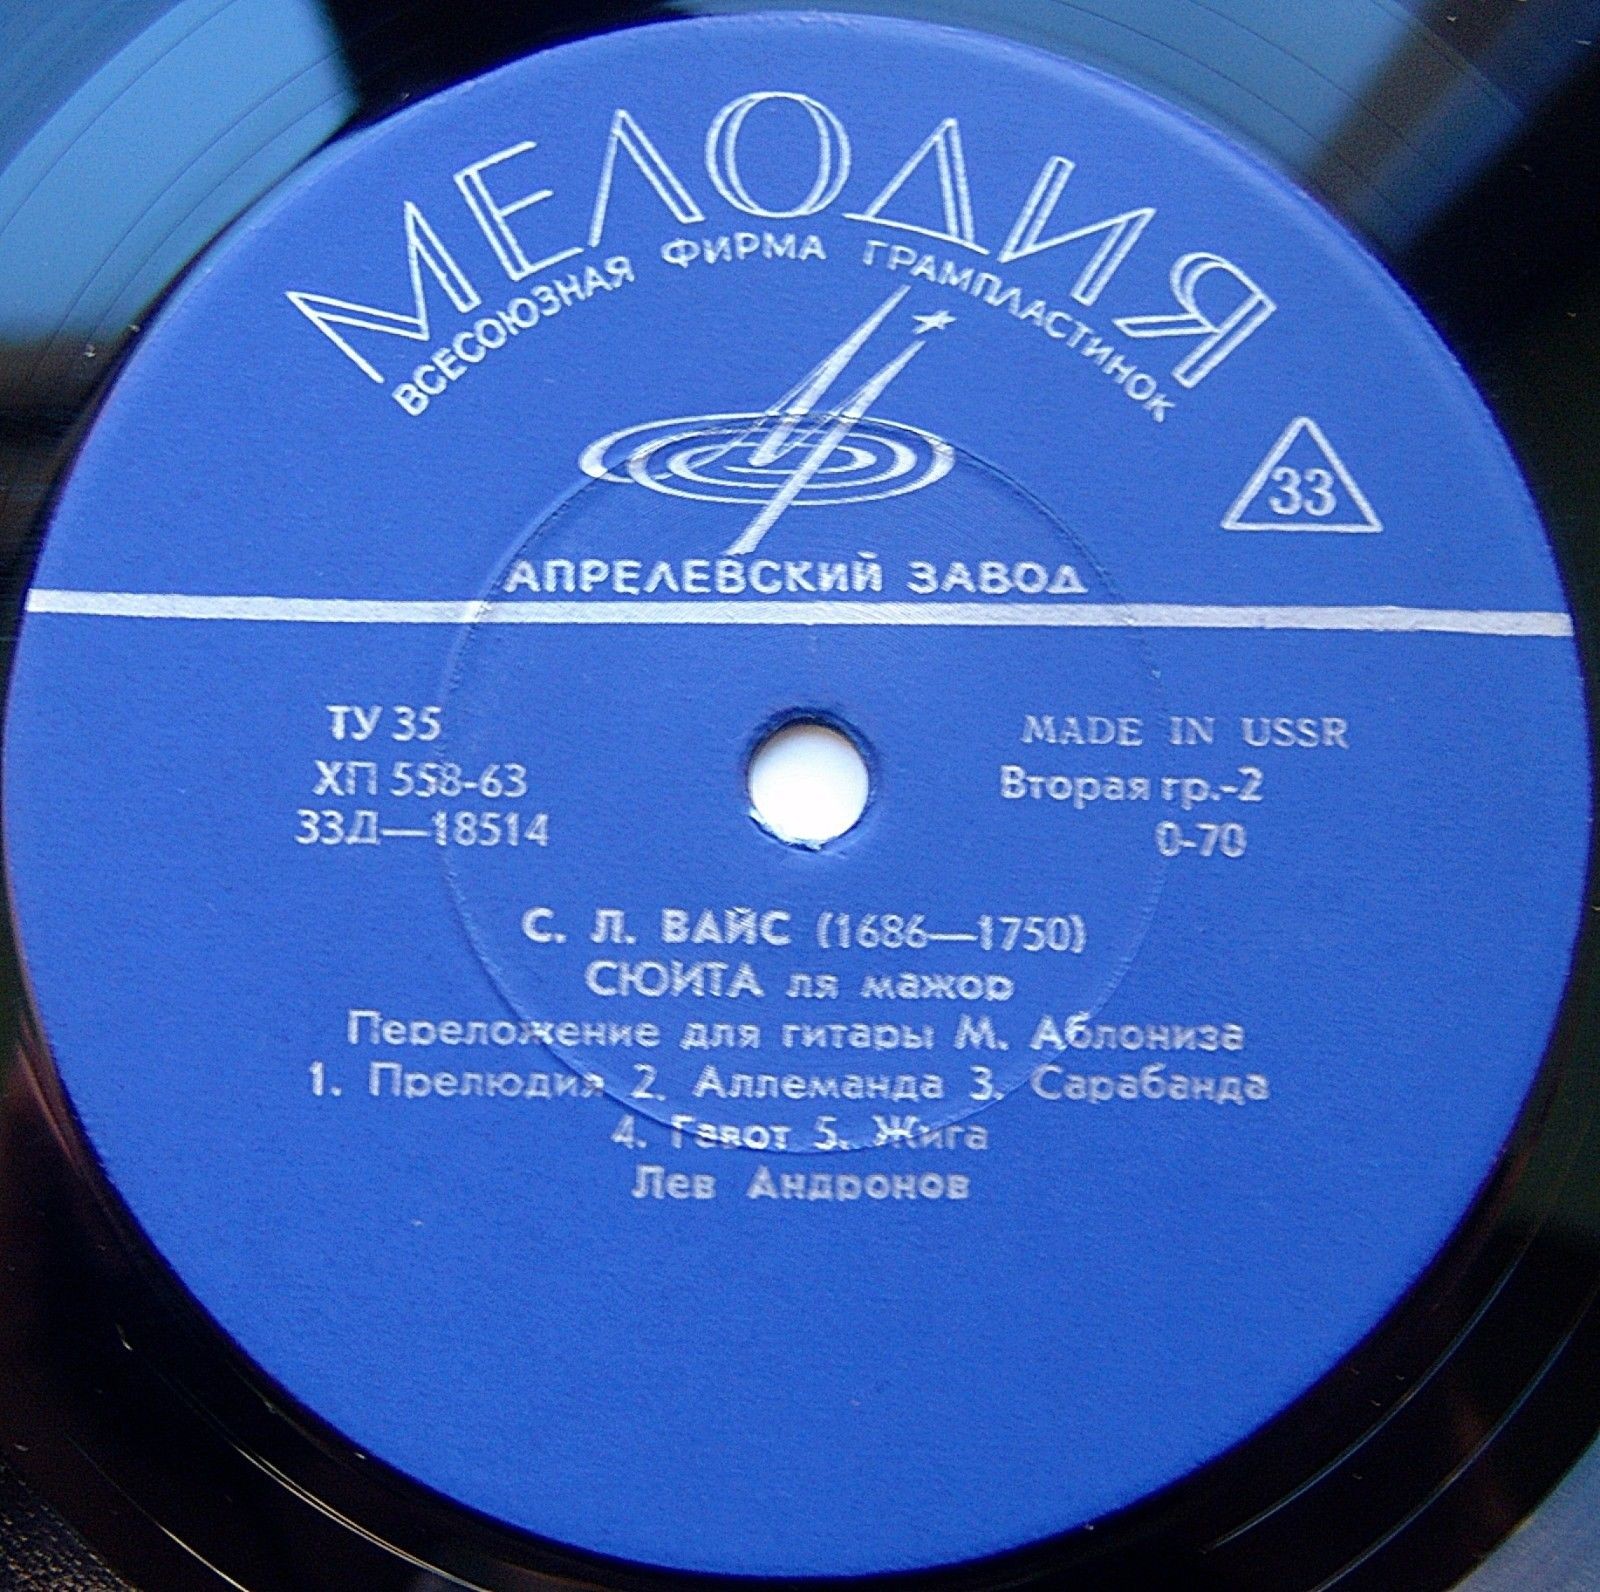 МЕЛОДИЯ
ВСЕСОЮЗНАЯ ФИРМА ГРАМПЛАСТИНОК
33
АПРЕЛЕВСКИЙ ЗАВОД
ТУ 35
ХП 558-63
33Д—18514
MADE IN USSR
Вторая гр.-2
0-70
С. Л. ВАЙС (1686—1750)
СЮИТА ля мажор
Переложение для гитары М. Аблониза
1. Прелюдия 2. Аллеманда 3. Сарабанда
4. Гавот 5. Жига
Лев Андронов